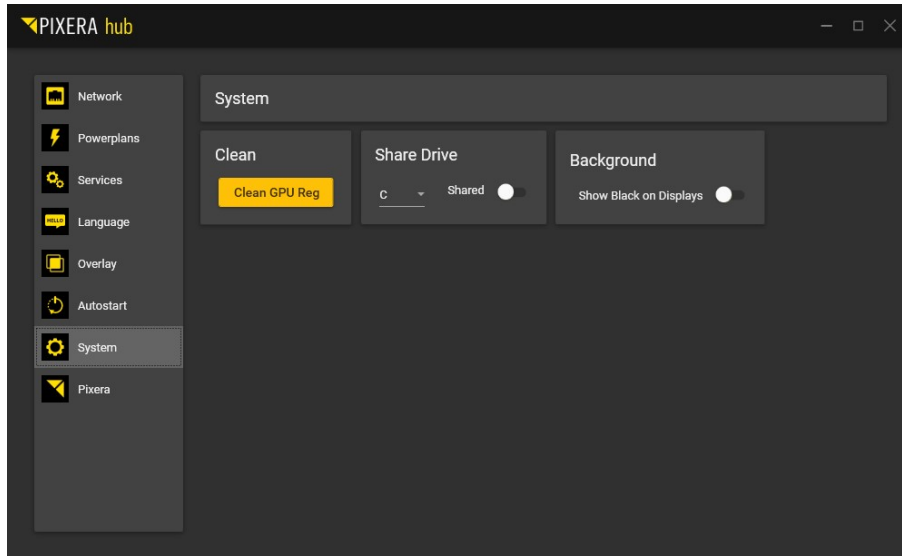 PIXERA hub
Network
Powerplans
Services
HELLO
Language
Overlay
Autostart
System
Pixera
System
Clean
Clean GPU Reg
Share Drive
C
Shared
Background
Show Black on Displays